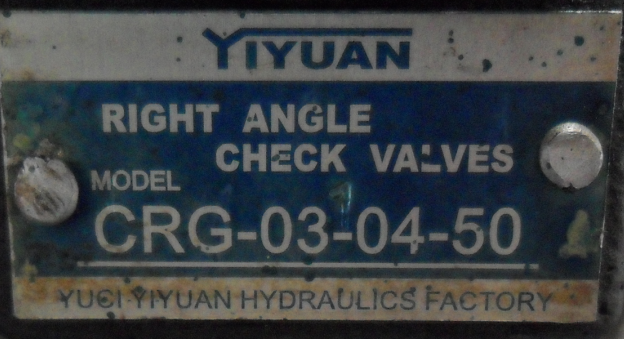 YIYUAN
RIGHT ANGLE
CHECK VALVES
MODEL
CRG-03-04-50
YUCI YIYUAN HYDRAULICS FACTORY